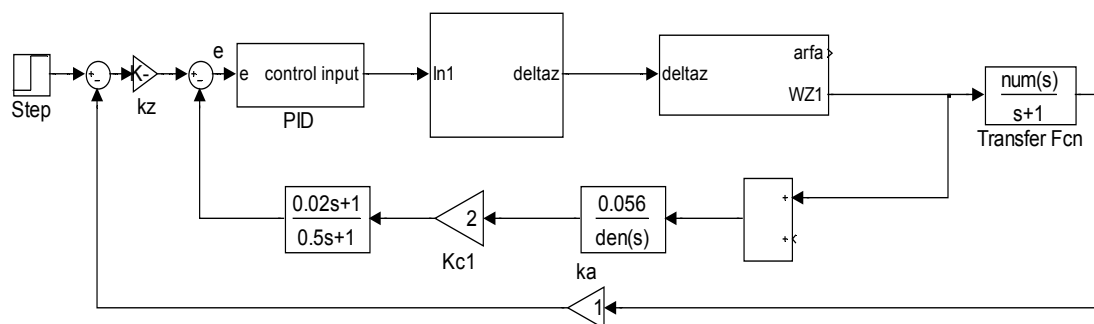 Step
+
-
K-
kz
+
-
e
e
control input
PID
In1
deltaz
deltaz
arfa
WZ1
num(s)
s+1
Transfer Fcn
0.02s+1
0.5s+1
2
Kc1
0.056
den(s)
+
+
ka
1